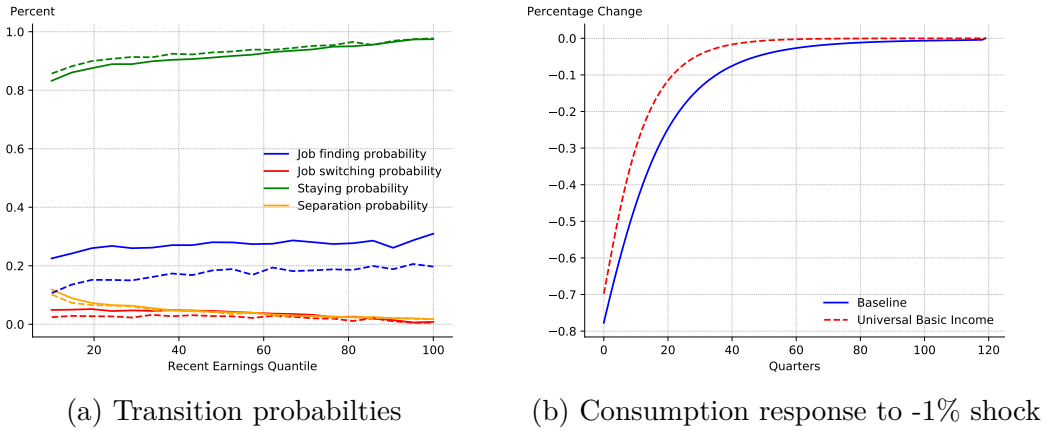 Percent
1.0
0.8
0.6
0.4
0.2
0.0
Job finding probability
Job switching probability
Staying probability
Separation probability
20 40 60 80 100
Recent Earnings Quantile
(a) Transition probabilties
Percentage Change
0.0
−0.1
−0.2
−0.3
−0.4
−0.5
−0.6
−0.7
−0.8
Baseline
Universal Basic Income
0 20 40 60 80 100 120
Quarters
(b) Consumption response to -1% shock